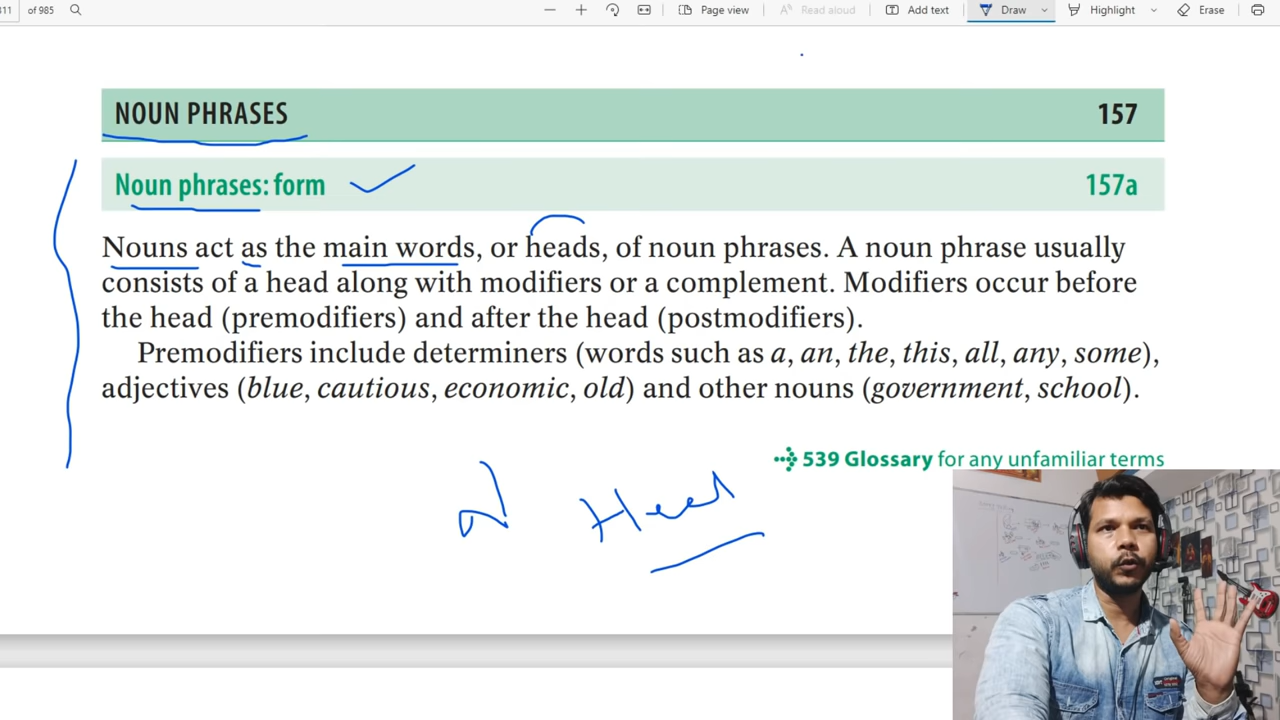 311 of 985 Page view Read aloud Add text Draw Highlight Erase
NOUN PHRASES 157
Noun phrases: form 157a
Nouns act as the main words, or heads, of noun phrases. A noun phrase usually
consists of a head along with modifiers or a complement. Modifiers occur before
the head (premodifiers) and after the head (postmodifiers).
Premodifiers include determiners (words such as a, an, the, this, all, any, some),
adjectives (blue, cautious, economic, old) and other nouns (government, school).
539 Glossary for any unfamiliar terms
Head